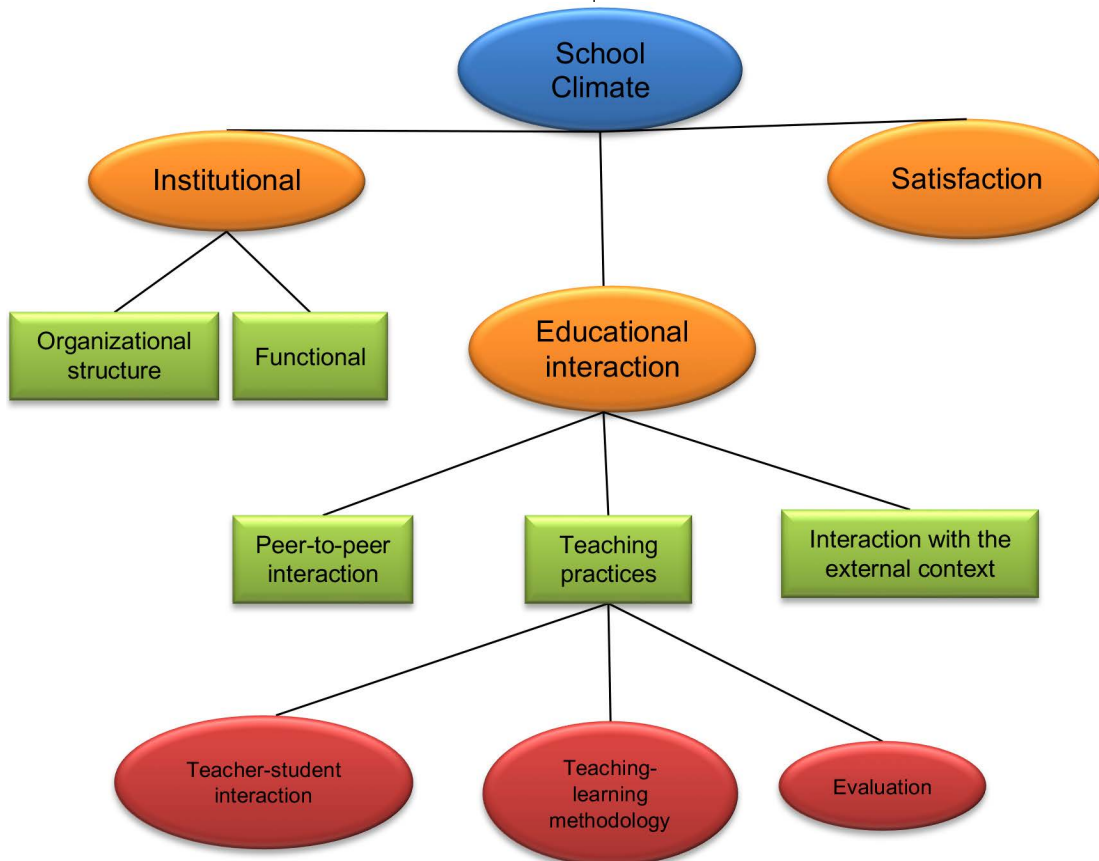 School
Climate
Institutional
Satisfaction
Organizational
structure
Functional
Educational
interaction
Peer-to-peer
interaction
Teaching
practices
Interaction with the
external context
Teacher-student
interaction
Teaching-
learning
methodology
Evaluation